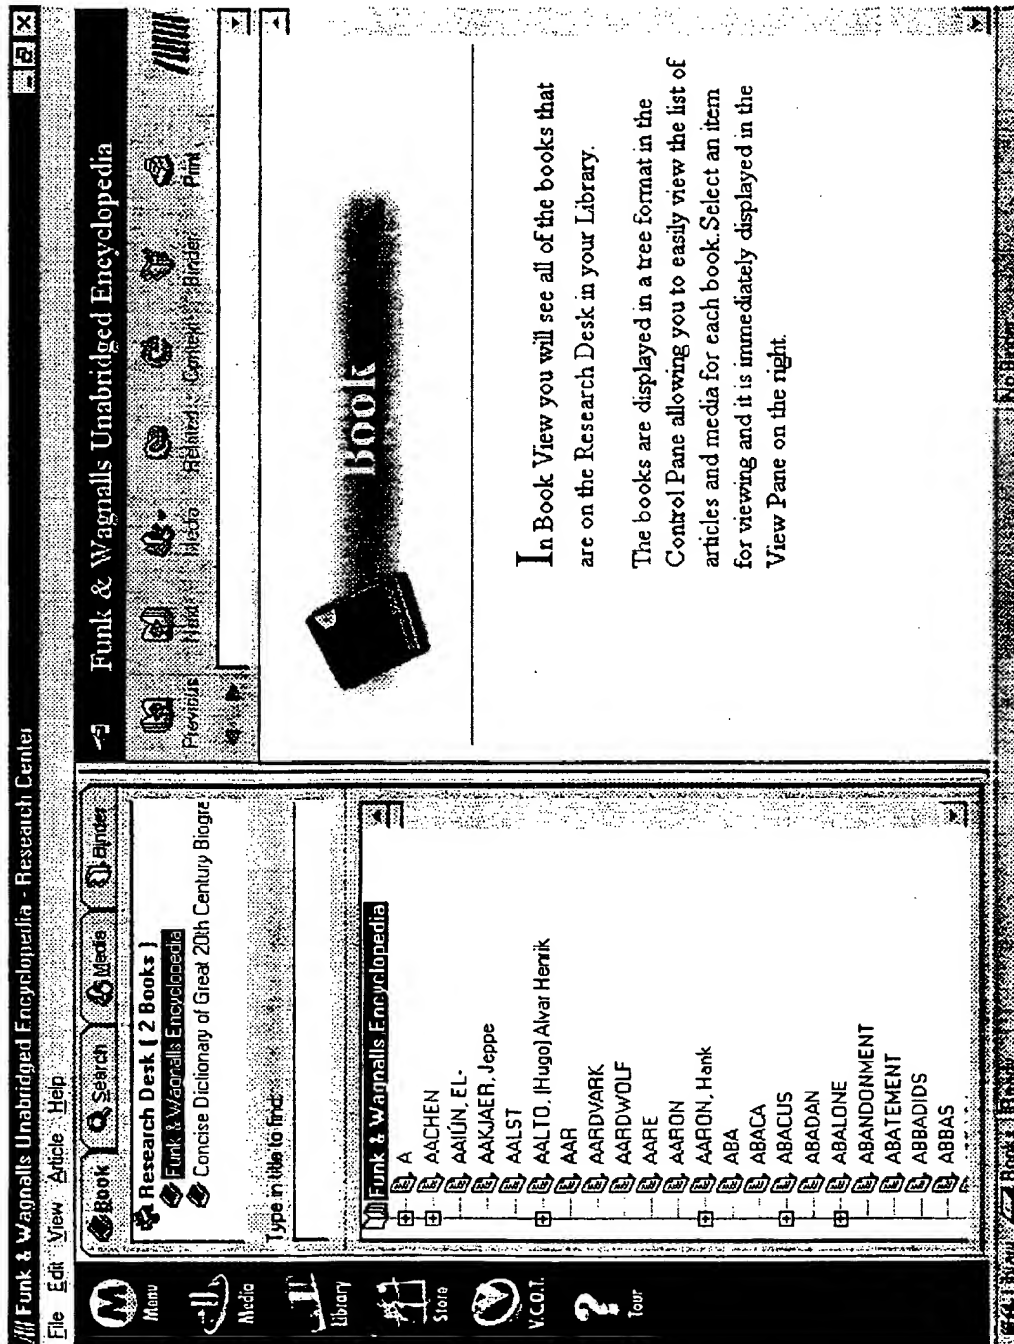 Funk & Wagnalls Unabridged Encyclopedia - Research Center
File Edit View Article Help
Menu
Media
Library
Store
V.C.O.T.
Tour
Book Search Media Binder
Research Desk [ 2 Books ]
Funk & Wagnalls Encyclopedia
Concise Dictionary of Great 20th Century Biogra
Type in title to find:
Funk & Wagnalls Encyclopedia
A
AACHEN
AAIÚN, EL-
AAKJAER, Jeppe
AALST
AALTO, (Hugo) Alvar Henrik
AAR
AARDVARK
AARDWOLF
AARE
AARON
AARON, Hank
ABA
ABACA
ABACUS
ABADAN
ABALONE
ABANDONMENT
ABATEMENT
ABBADIDS
ABBAS
Funk & Wagnalls Unabridged Encyclopedia
Previous Next Media Related Content Binder Print
Book
In Book View you will see all of the books that
are on the Research Desk in your Library.
The books are displayed in a tree format in the
Control Pane allowing you to easily view the list of
articles and media for each book. Select an item
for viewing and it is immediately displayed in the
View Pane on the right.
No Binder